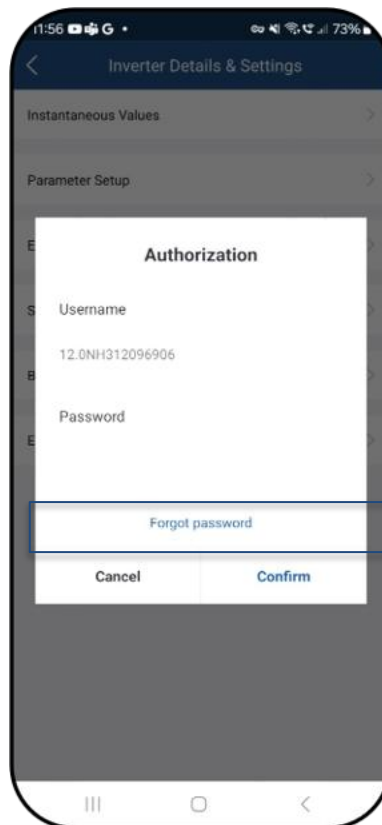 11:56 G • 73%
Inverter Details & Settings
Instantaneous Values
Parameter Setup
E
Authorization
S
Username
12.0NH312096906
B
Password
E
Forgot password
Cancel Confirm